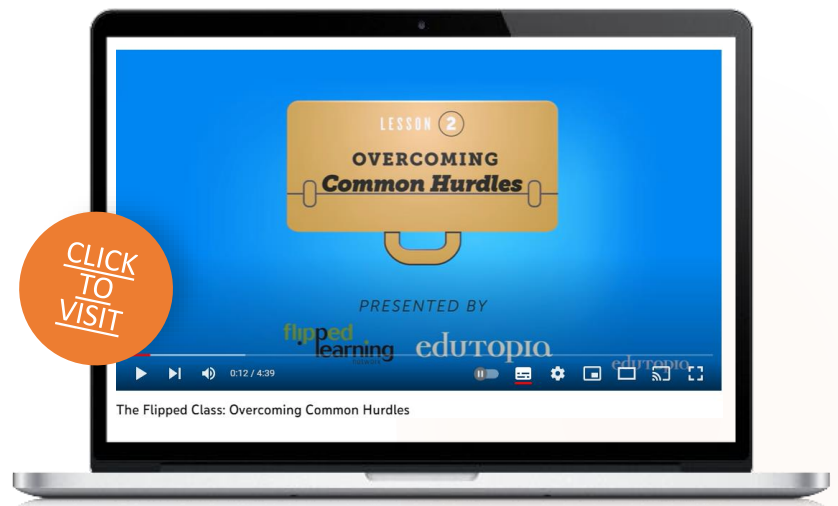 LESSON 2
OVERCOMING
Common Hurdles
CLICK
TO
VISIT
PRESENTED BY
flipped
learning
network
edutopia
edutopia
0:12 / 4:39
The Flipped Class: Overcoming Common Hurdles